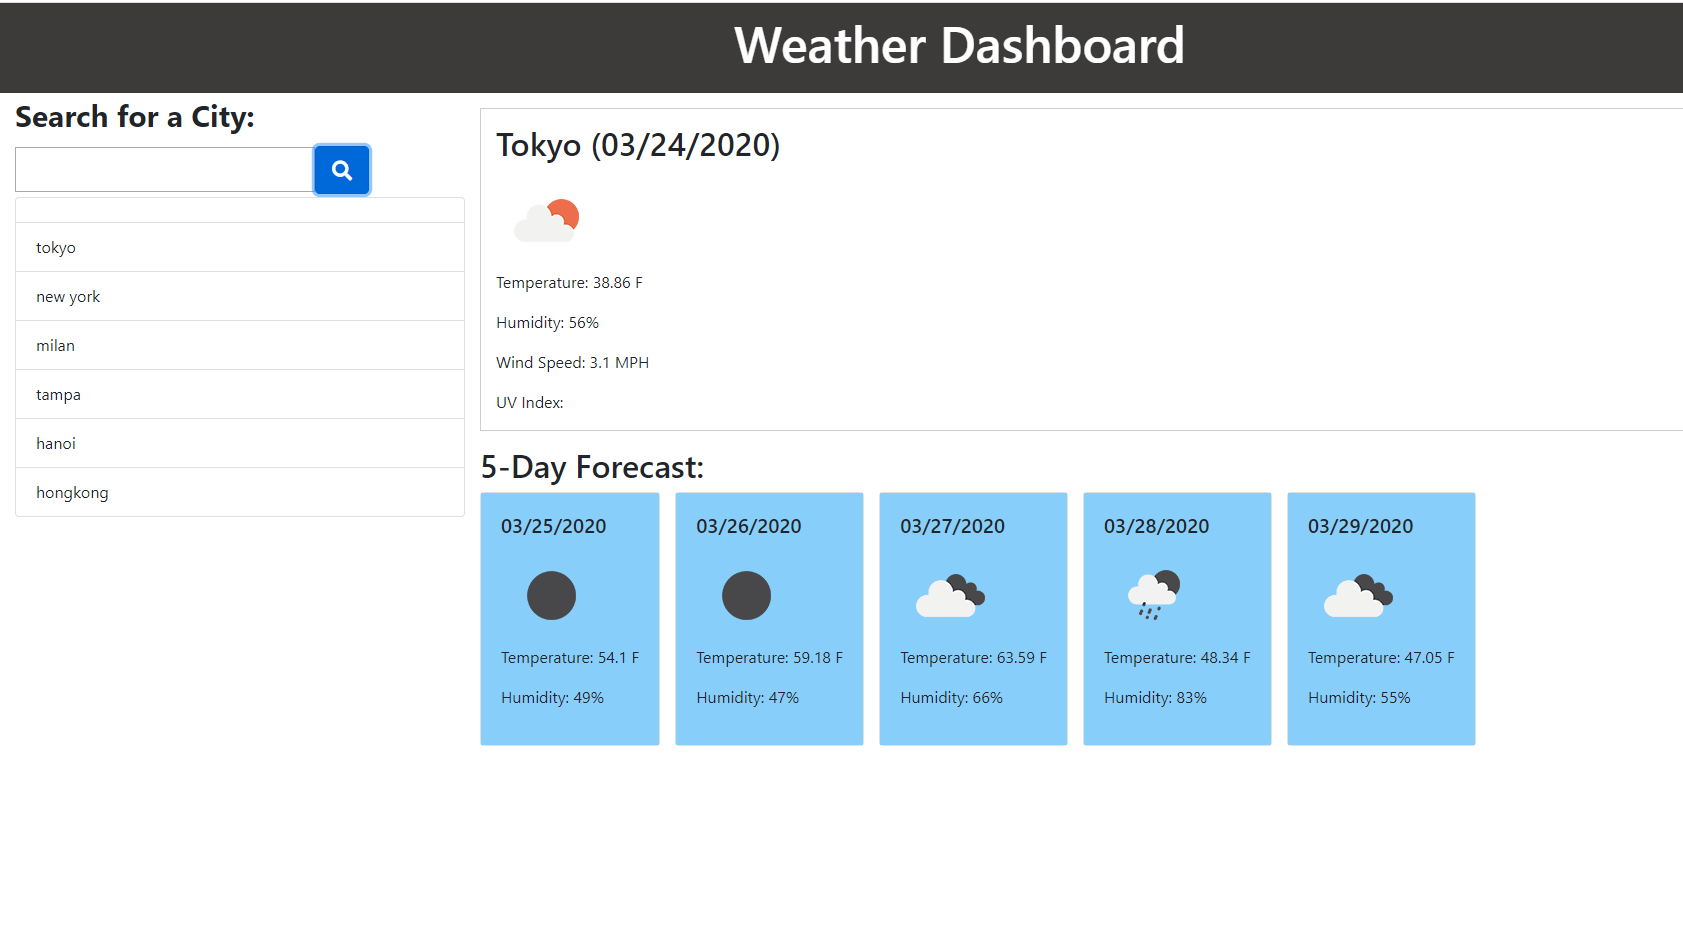 Weather Dashboard
Search for a City:
tokyo
new york
milan
tampa
hanoi
hongkong
Tokyo (03/24/2020)
Temperature: 38.86 F
Humidity: 56%
Wind Speed: 3.1 MPH
UV Index:
5-Day Forecast:
03/25/2020
Temperature: 54.1 F
Humidity: 49%
03/26/2020
Temperature: 59.18 F
Humidity: 47%
03/27/2020
Temperature: 63.59 F
Humidity: 66%
03/28/2020
Temperature: 48.34 F
Humidity: 83%
03/29/2020
Temperature: 47.05 F
Humidity: 55%